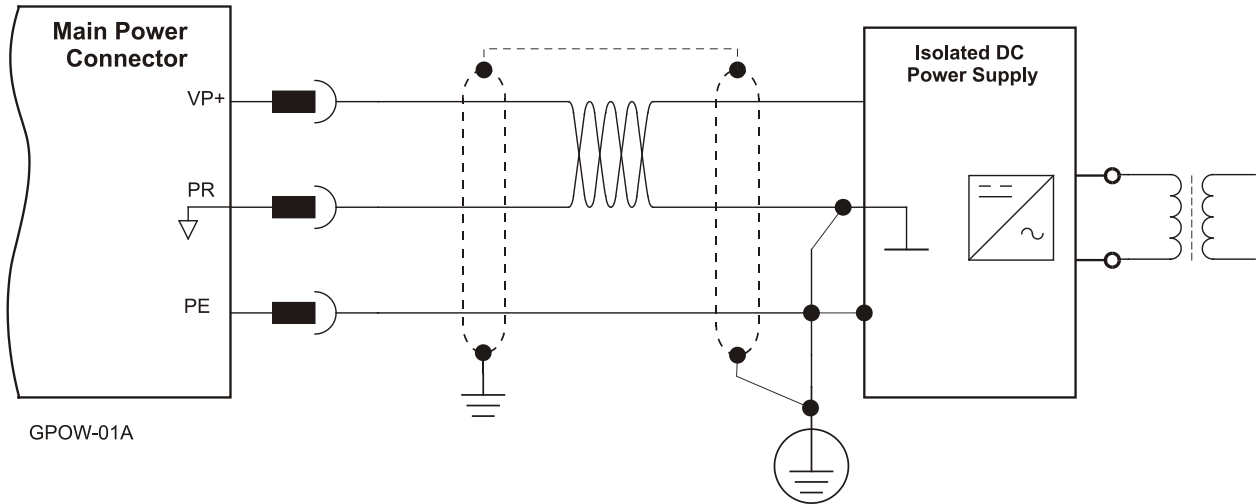 Main Power
Connector
VP+
PR
PE
Isolated DC
Power Supply
GPOW-01A